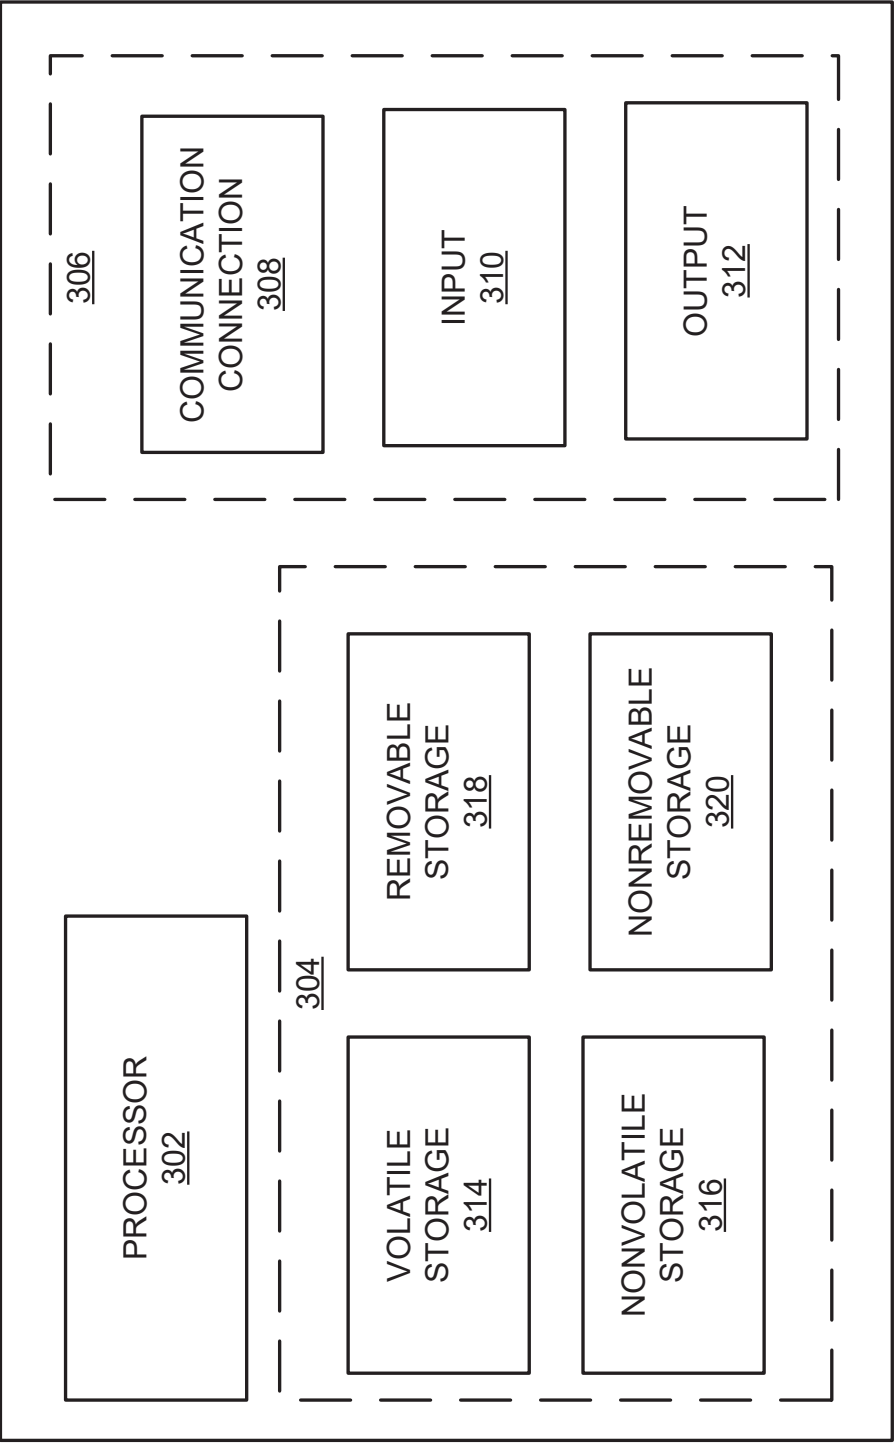 PROCESSOR
302
304
VOLATILE
STORAGE
314
REMOVABLE
STORAGE
318
NONVOLATILE
STORAGE
316
NONREMOVABLE
STORAGE
320
306
COMMUNICATION
CONNECTION
308
INPUT
310
OUTPUT
312